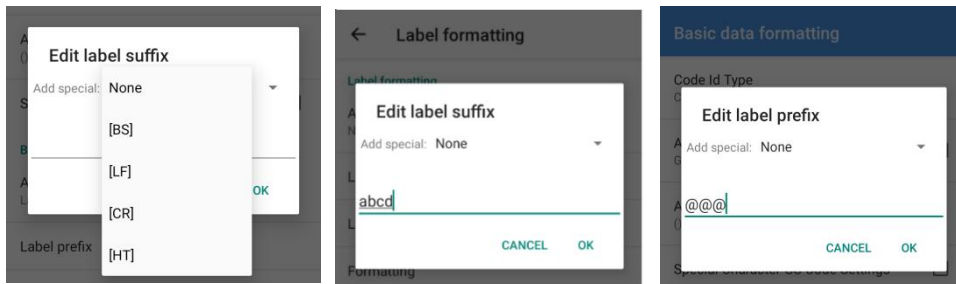 Edit label suffix
Add special: None
[BS]
[LF]
[CR]
[HT]
OK
Label prefix
Label formatting
Label formatting
Edit label suffix
Add special: None
abcd
CANCEL OK
Formatting
Basic data formatting
Code Id Type
Edit label prefix
Add special: None
@@@
CANCEL OK